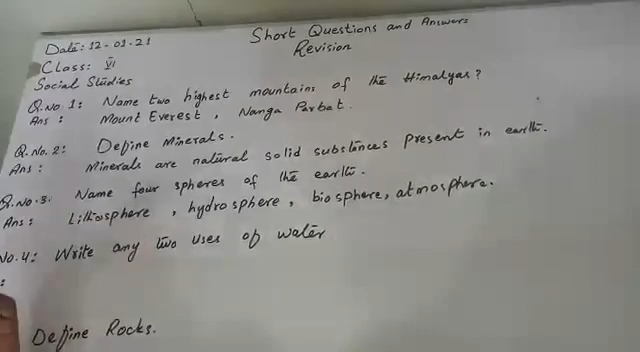 Short Questions and Answers
Revision
Date: 12-01-21
Class: VI
Social Studies
Q.No 1: Name two highest mountains of the Himalyas?
Ans: Mount Everest, Nanga Parbat.
Q.No.2: Define Minerals.
Ans: Minerals are natural solid substances present in earth.
Q.No.3. Name four spheres of the earth.
Ans: Lithosphere, hydrosphere, biosphere, atmosphere.
No.4: Write any two uses of water
:
Define Rocks.